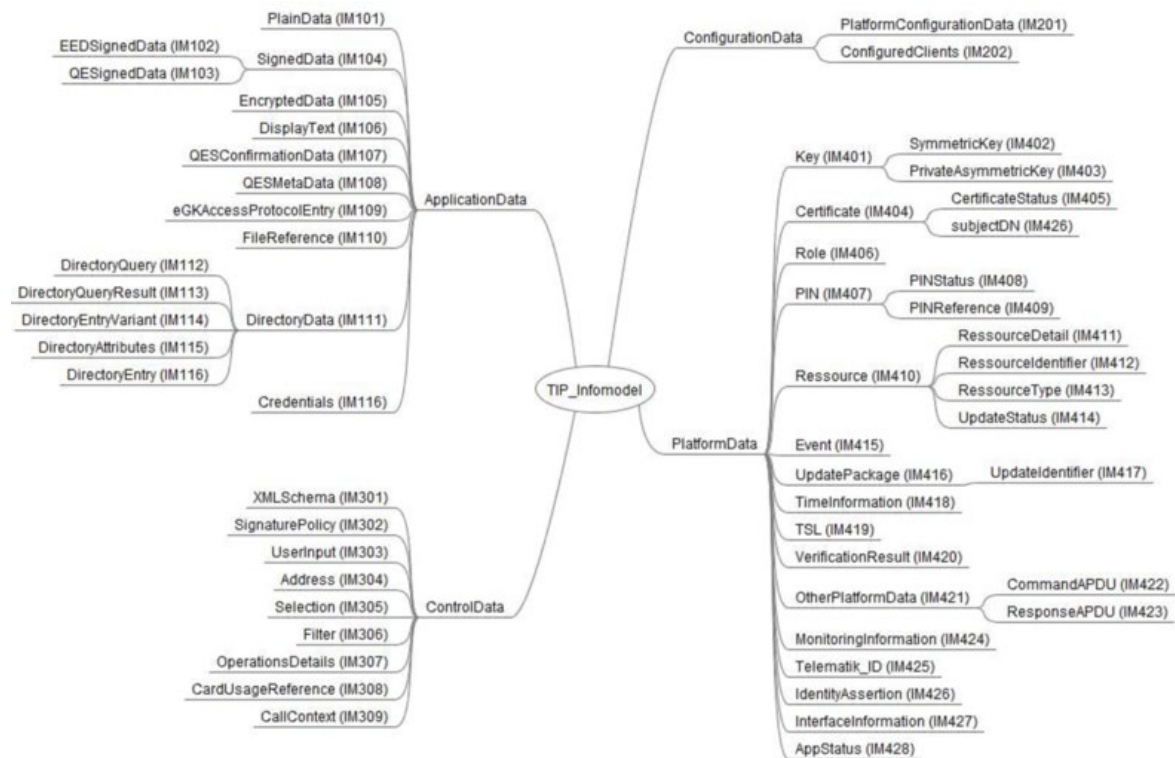 PlainData (IM101)
EEDSignedData (IM102)
QESignedData (IM103)
SignedData (IM104)
EncryptedData (IM105)
DisplayText (IM106)
QESConfirmationData (IM107)
QESMetaData (IM108)
eGKAccessProtocolEntry (IM109)
FileReference (IM110)
DirectoryQuery (IM112)
DirectoryQueryResult (IM113)
DirectoryEntryVariant (IM114)
DirectoryAttributes (IM115)
DirectoryEntry (IM116)
DirectoryData (IM111)
Credentials (IM116)
ApplicationData
XMLSchema (IM301)
SignaturePolicy (IM302)
UserInput (IM303)
Address (IM304)
Selection (IM305)
Filter (IM306)
OperationsDetails (IM307)
CardUsageReference (IM308)
CallContext (IM309)
ControlData
TIP_Infomodel
ConfigurationData
PlatformConfigurationData (IM201)
ConfiguredClients (IM202)
PlatformData
Key (IM401)
SymmetricKey (IM402)
PrivateAsymmetricKey (IM403)
Certificate (IM404)
CertificateStatus (IM405)
subjectDN (IM426)
Role (IM406)
PIN (IM407)
PINStatus (IM408)
PINReference (IM409)
Ressource (IM410)
RessourceDetail (IM411)
RessourceIdentifier (IM412)
RessourceType (IM413)
UpdateStatus (IM414)
Event (IM415)
UpdatePackage (IM416)
UpdateIdentifier (IM417)
TimeInformation (IM418)
TSL (IM419)
VerificationResult (IM420)
OtherPlatformData (IM421)
CommandAPDU (IM422)
ResponseAPDU (IM423)
MonitoringInformation (IM424)
Telematik_ID (IM425)
IdentityAssertion (IM426)
InterfaceInformation (IM427)
AppStatus (IM428)